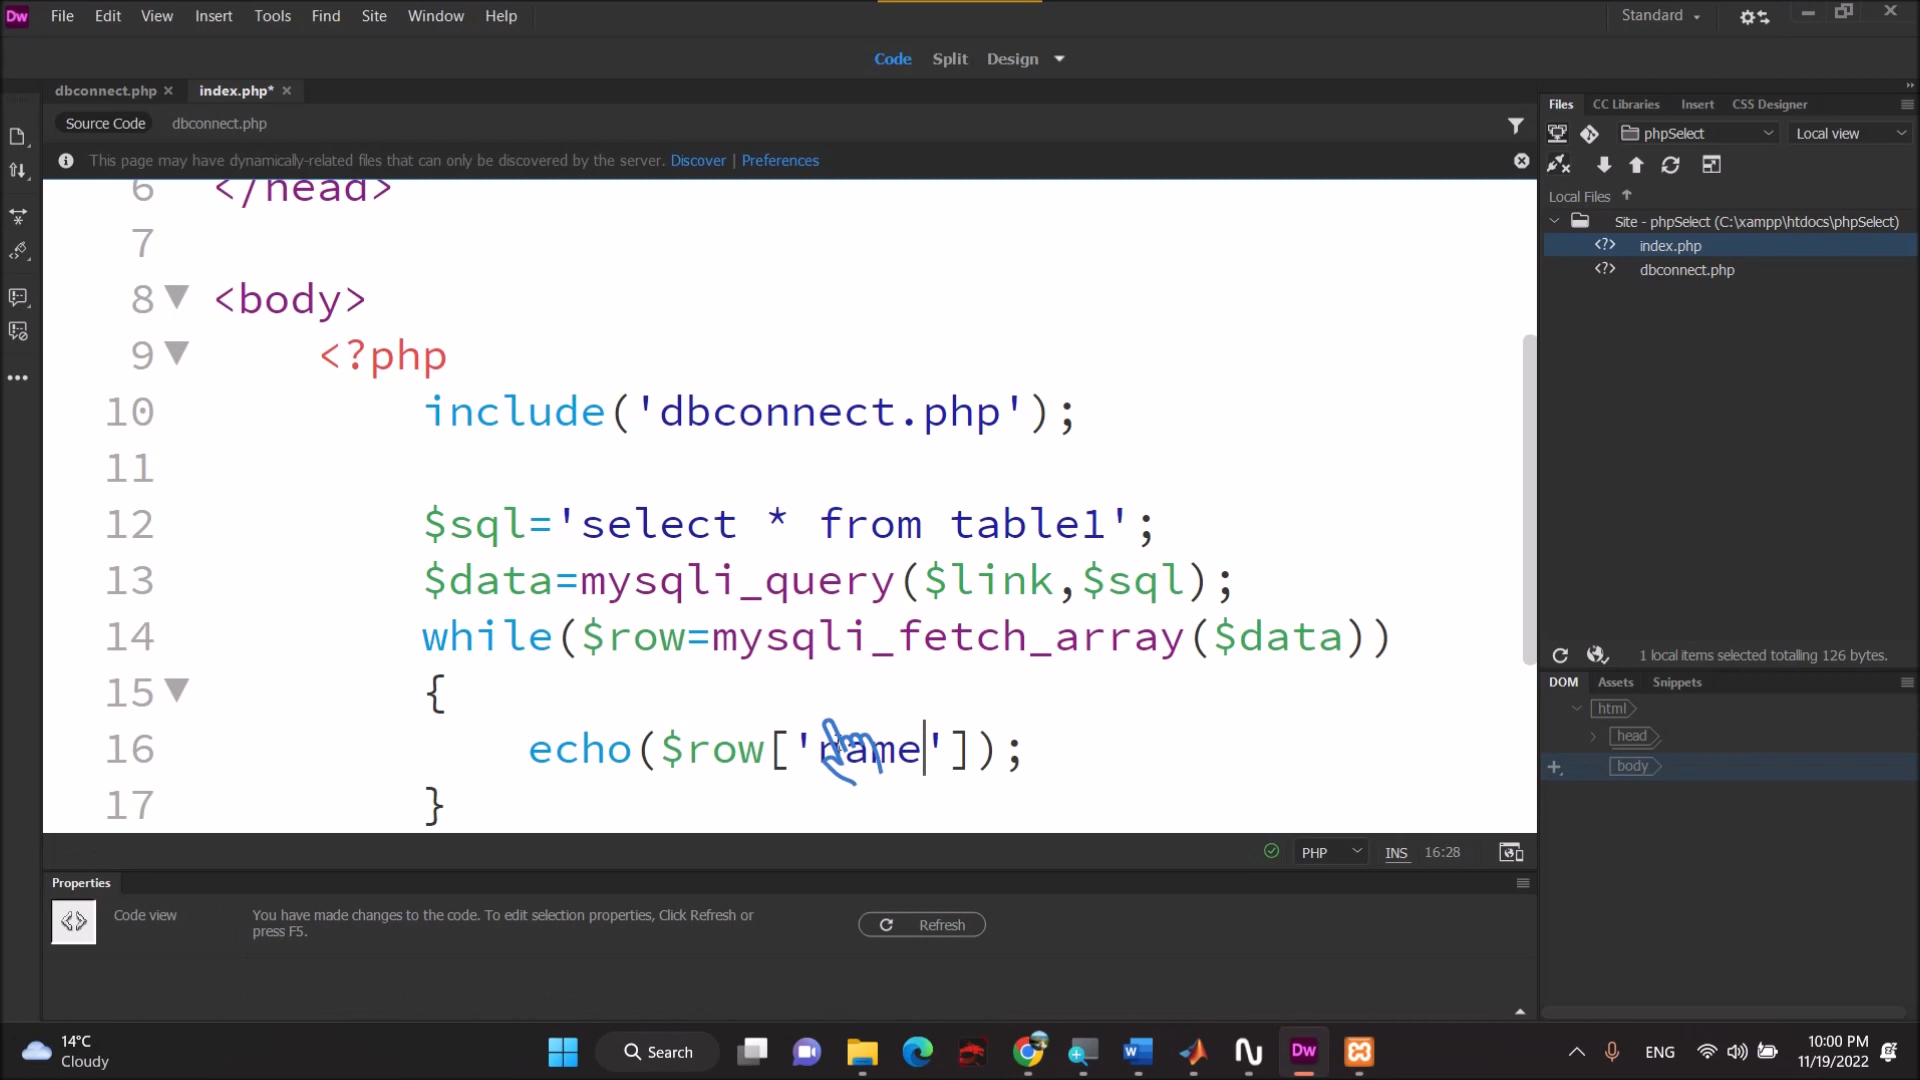 Dw File Edit View Insert Tools Find Site Window Help Standard
Code Split Design
dbconnect.php index.php*
Source Code dbconnect.php
This page may have dynamically-related files that can only be discovered by the server. Discover | Preferences
6 </head>
7
8 <body>
9 <?php
10 include('dbconnect.php');
11
12 $sql='select * from table1';
13 $data=mysqli_query($link,$sql);
14 while($row=mysqli_fetch_array($data))
15 {
16 echo($row['name']);
17 }
PHP INS 16:28
Properties
Code view You have made changes to the code. To edit selection properties, Click Refresh or
press F5.
Refresh
Files CC Libraries Insert CSS Designer
phpSelect Local view
Local Files
Site - phpSelect (C:\xampp\htdocs\phpSelect)
index.php
dbconnect.php
1 local items selected totalling 126 bytes.
DOM Assets Snippets
html
head
body
14°C
Cloudy
Search
Dw
ENG
10:00 PM
11/19/2022